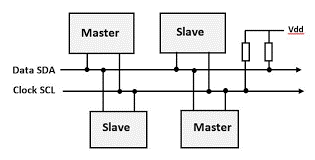 Master
Slave
Vdd
Data SDA
Clock SCL
Slave
Master